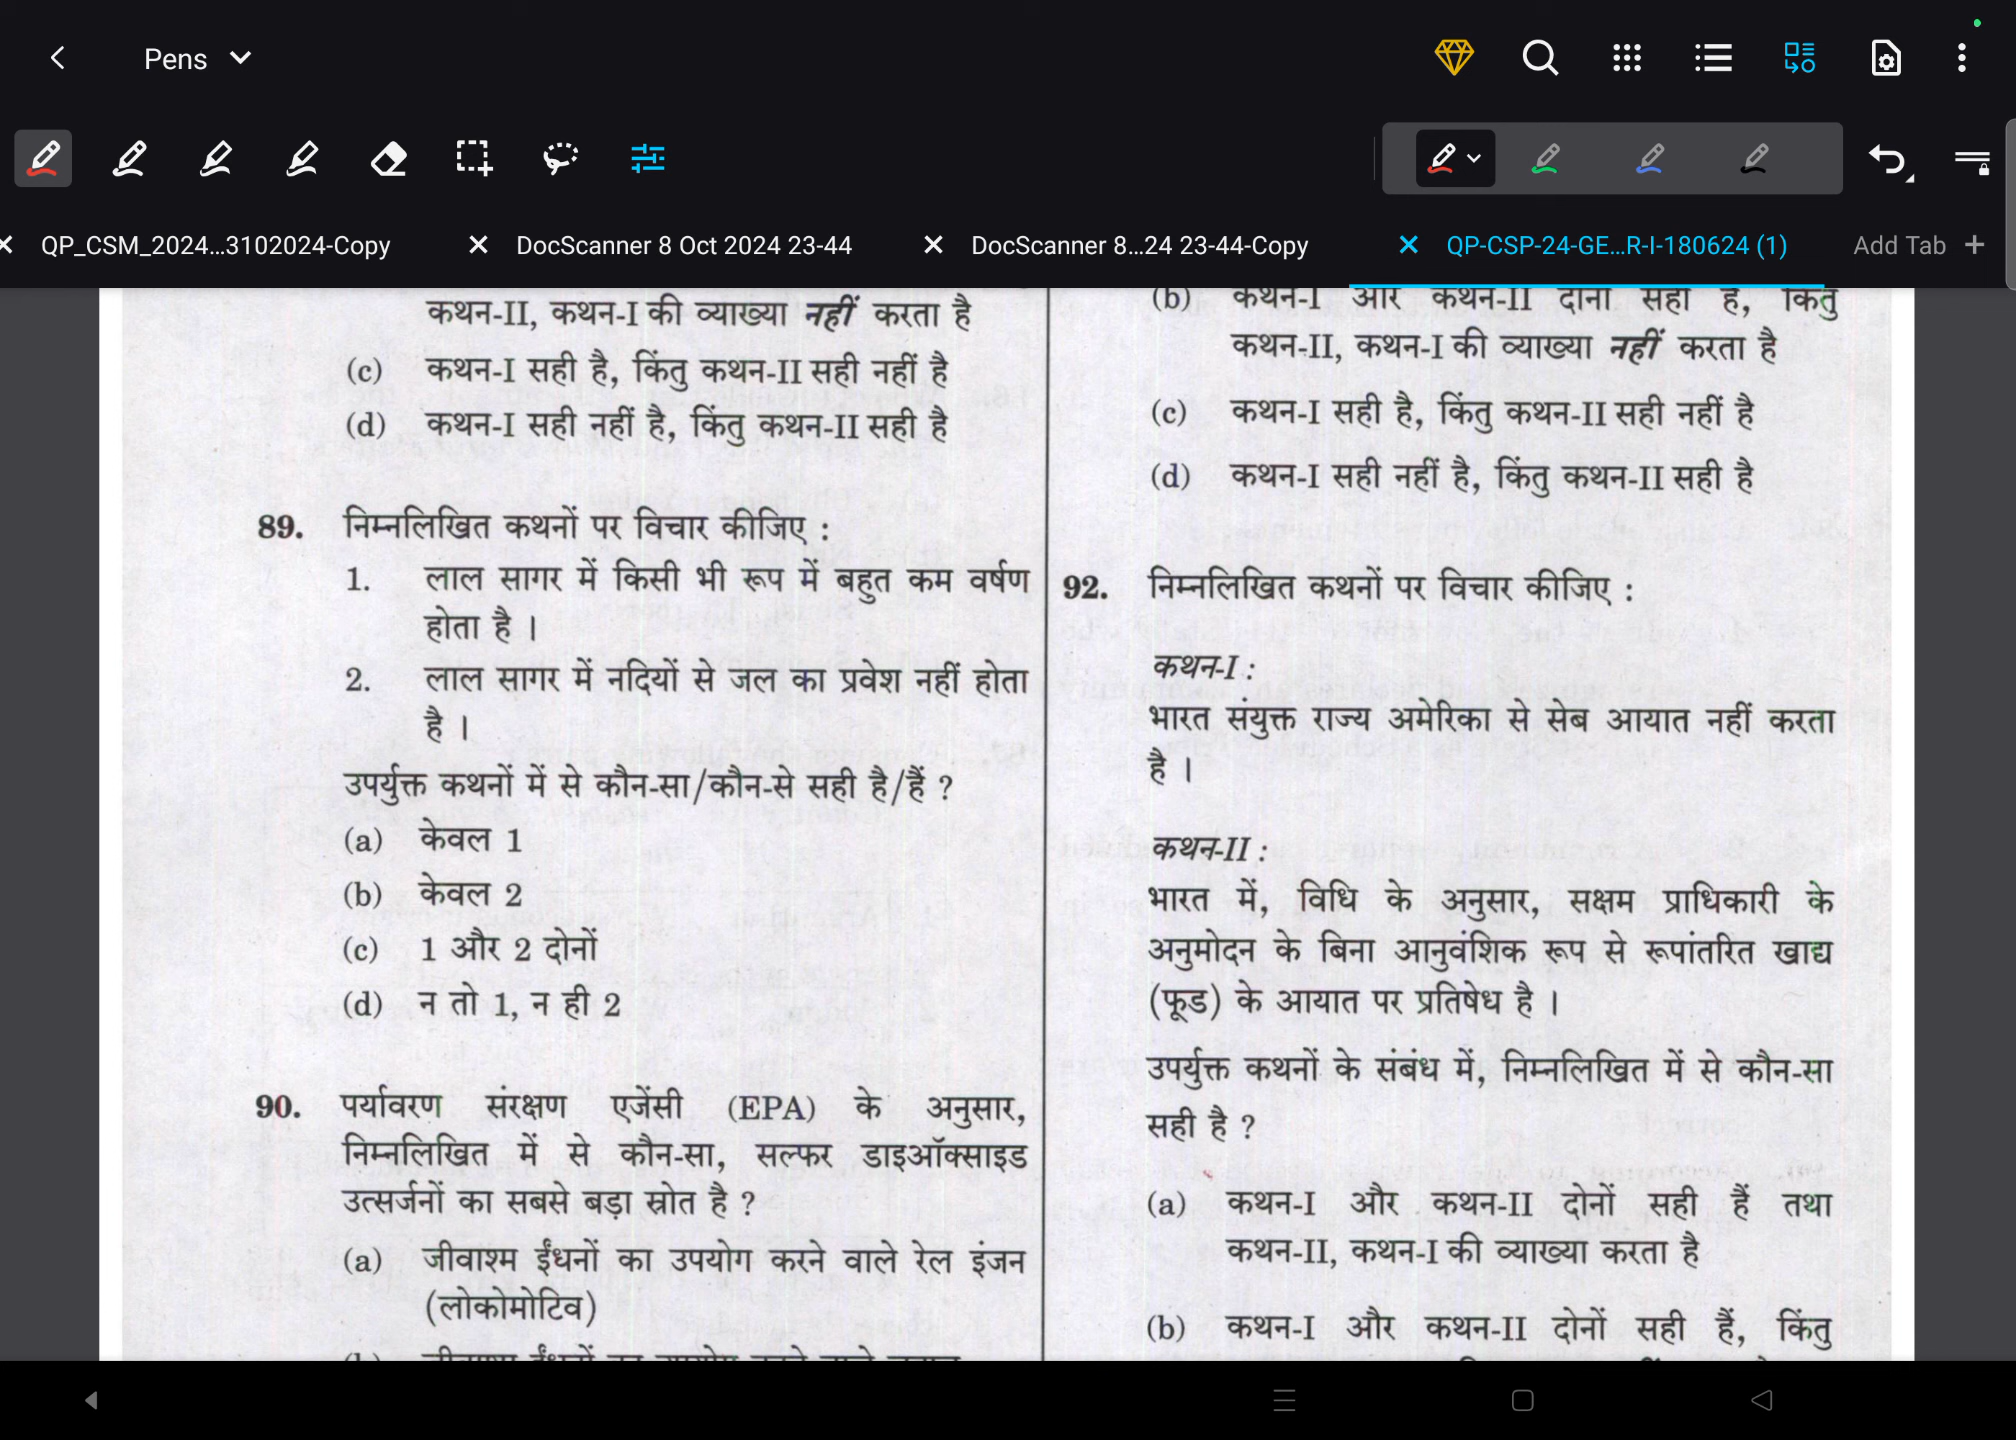 Pens
QP_CSM_2024...3102024-Copy
DocScanner 8 Oct 2024 23-44
DocScanner 8...24 23-44-Copy
QP-CSP-24-GE...R-I-180624 (1)
Add Tab +
कथन-II, कथन-I की व्याख्या नहीं करता है
(c) कथन-I सही है, किंतु कथन-II सही नहीं है
(d) कथन-I सही नहीं है, किंतु कथन-II सही है
89. निम्नलिखित कथनों पर विचार कीजिए :
1. लाल सागर में किसी भी रूप में बहुत कम वर्षण
होता है ।
2. लाल सागर में नदियों से जल का प्रवेश नहीं होता
है ।
उपर्युक्त कथनों में से कौन-सा/कौन-से सही है/हैं ?
(a) केवल 1
(b) केवल 2
(c) 1 और 2 दोनों
(d) न तो 1, न ही 2
90. पर्यावरण संरक्षण एजेंसी (EPA) के अनुसार,
निम्नलिखित में से कौन-सा, सल्फर डाइऑक्साइड
उत्सर्जनों का सबसे बड़ा स्रोत है ?
(a) जीवाश्म ईंधनों का उपयोग करने वाले रेल इंजन
(लोकोमोटिव)
(b) कथन-I और कथन-II दोनों सही हैं, किंतु
कथन-II, कथन-I की व्याख्या नहीं करता है
(c) कथन-I सही है, किंतु कथन-II सही नहीं है
(d) कथन-I सही नहीं है, किंतु कथन-II सही है
92. निम्नलिखित कथनों पर विचार कीजिए :
कथन-I :
भारत संयुक्त राज्य अमेरिका से सेब आयात नहीं करता
है ।
कथन-II :
भारत में, विधि के अनुसार, सक्षम प्राधिकारी के
अनुमोदन के बिना आनुवंशिक रूप से रूपांतरित खाद्य
(फूड) के आयात पर प्रतिषेध है ।
उपर्युक्त कथनों के संबंध में, निम्नलिखित में से कौन-सा
सही है ?
(a) कथन-I और कथन-II दोनों सही हैं तथा
कथन-II, कथन-I की व्याख्या करता है
(b) कथन-I और कथन-II दोनों सही हैं, किंतु